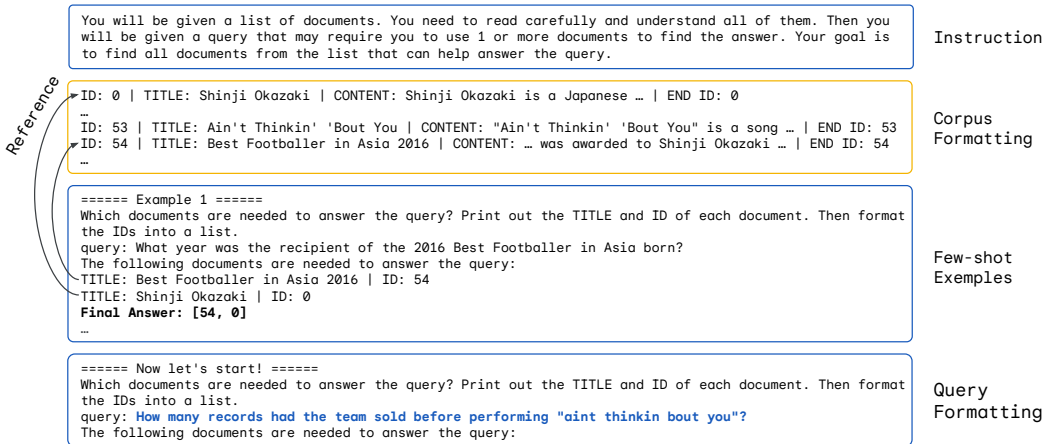 You will be given a list of documents. You need to read carefully and understand all of them. Then you
will be given a query that may require you to use 1 or more documents to find the answer. Your goal is
to find all documents from the list that can help answer the query.
Instruction
Reference
ID: 0 | TITLE: Shinji Okazaki | CONTENT: Shinji Okazaki is a Japanese … | END ID: 0
…
ID: 53 | TITLE: Ain't Thinkin' 'Bout You | CONTENT: "Ain't Thinkin' 'Bout You" is a song … | END ID: 53
ID: 54 | TITLE: Best Footballer in Asia 2016 | CONTENT: … was awarded to Shinji Okazaki … | END ID: 54
…
Corpus
Formatting
====== Example 1 ======
Which documents are needed to answer the query? Print out the TITLE and ID of each document. Then format
the IDs into a list.
query: What year was the recipient of the 2016 Best Footballer in Asia born?
The following documents are needed to answer the query:
TITLE: Best Footballer in Asia 2016 | ID: 54
TITLE: Shinji Okazaki | ID: 0
Final Answer: [54, 0]
…
Few-shot
Exemples
====== Now let's start! ======
Which documents are needed to answer the query? Print out the TITLE and ID of each document. Then format
the IDs into a list.
query: How many records had the team sold before performing "aint thinkin bout you"?
The following documents are needed to answer the query:
Query
Formatting